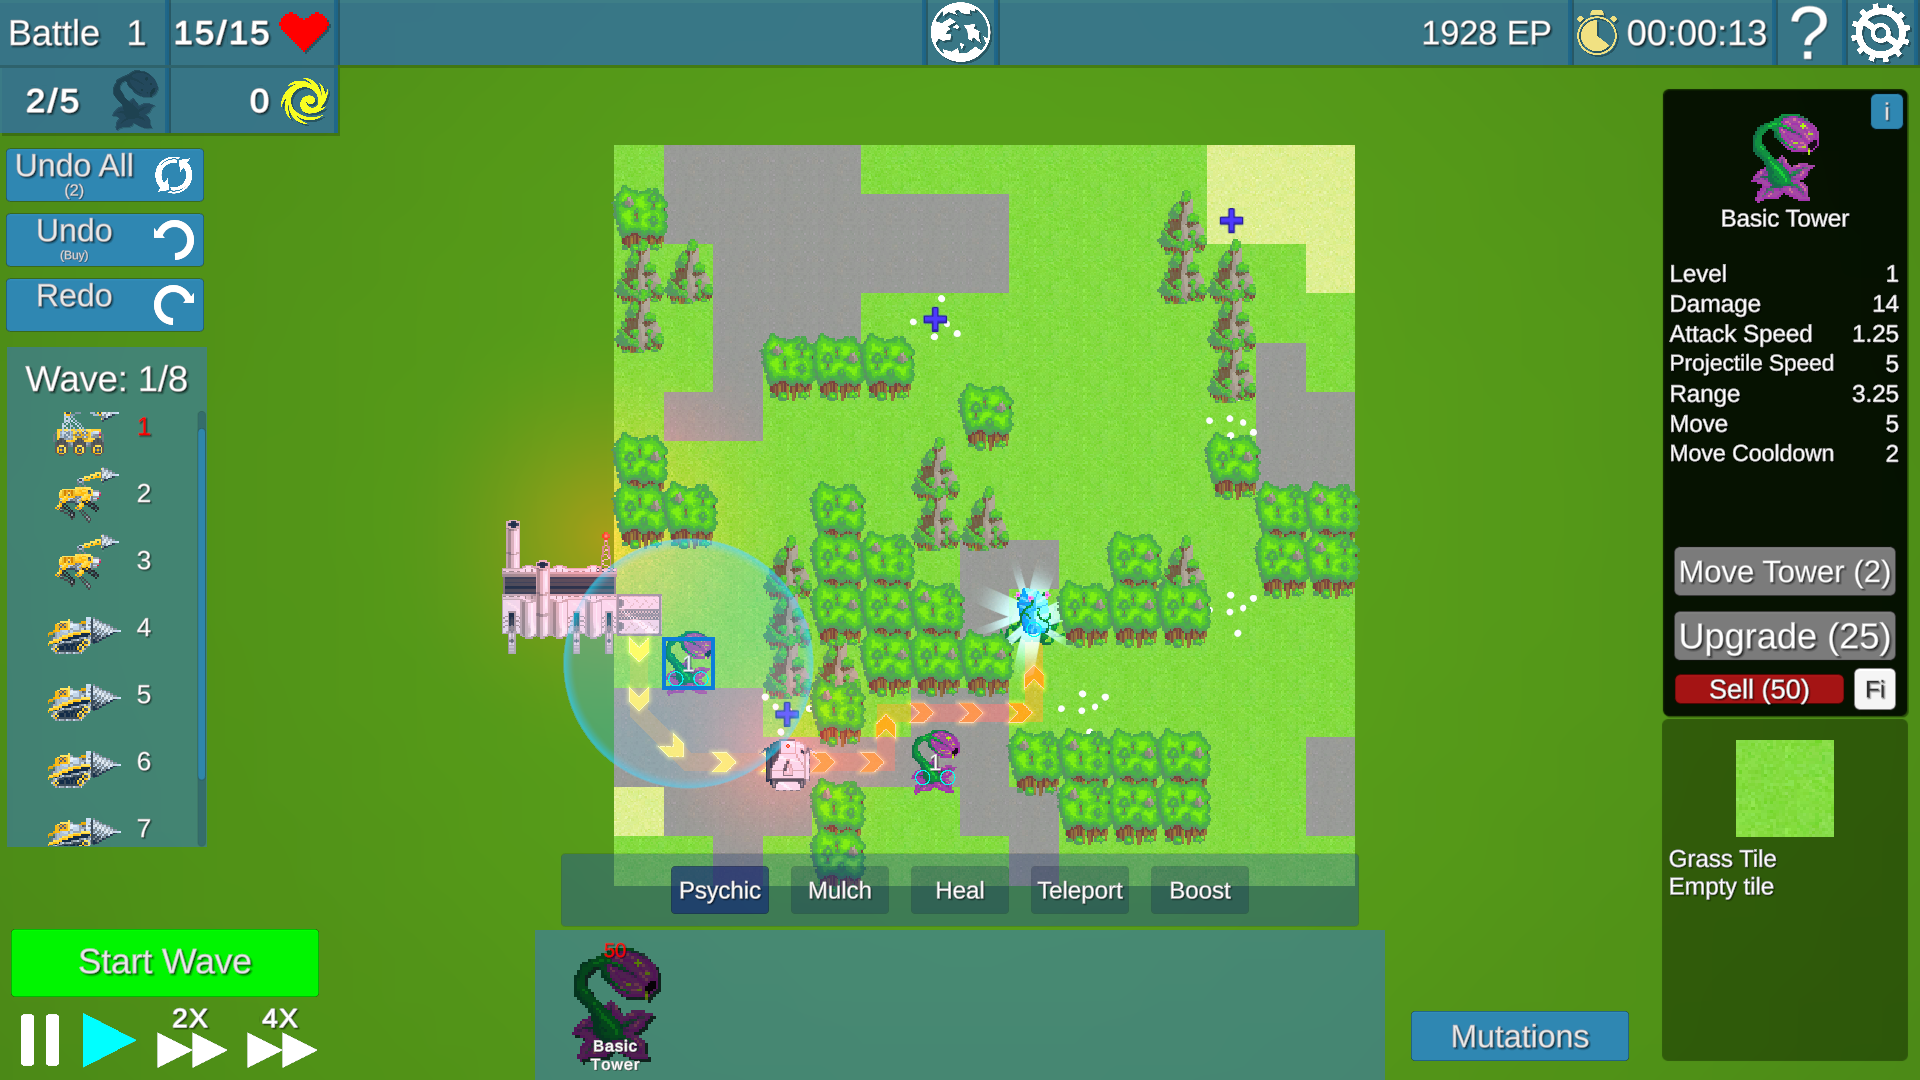 Battle 1
15/15
1928 EP
00:00:13
?
2/5
0
Undo All
(2)
Undo
(Buy)
Redo
Wave: 1/8
1
2
3
4
5
6
7
Start Wave
2X
4X
1
1
Psychic
Mulch
Heal
Teleport
Boost
50
Basic
Tower
Mutations
i
Basic Tower
Level 1
Damage 14
Attack Speed 1.25
Projectile Speed 5
Range 3.25
Move 5
Move Cooldown 2
Move Tower (2)
Upgrade (25)
Sell (50)
Fi
Grass Tile
Empty tile